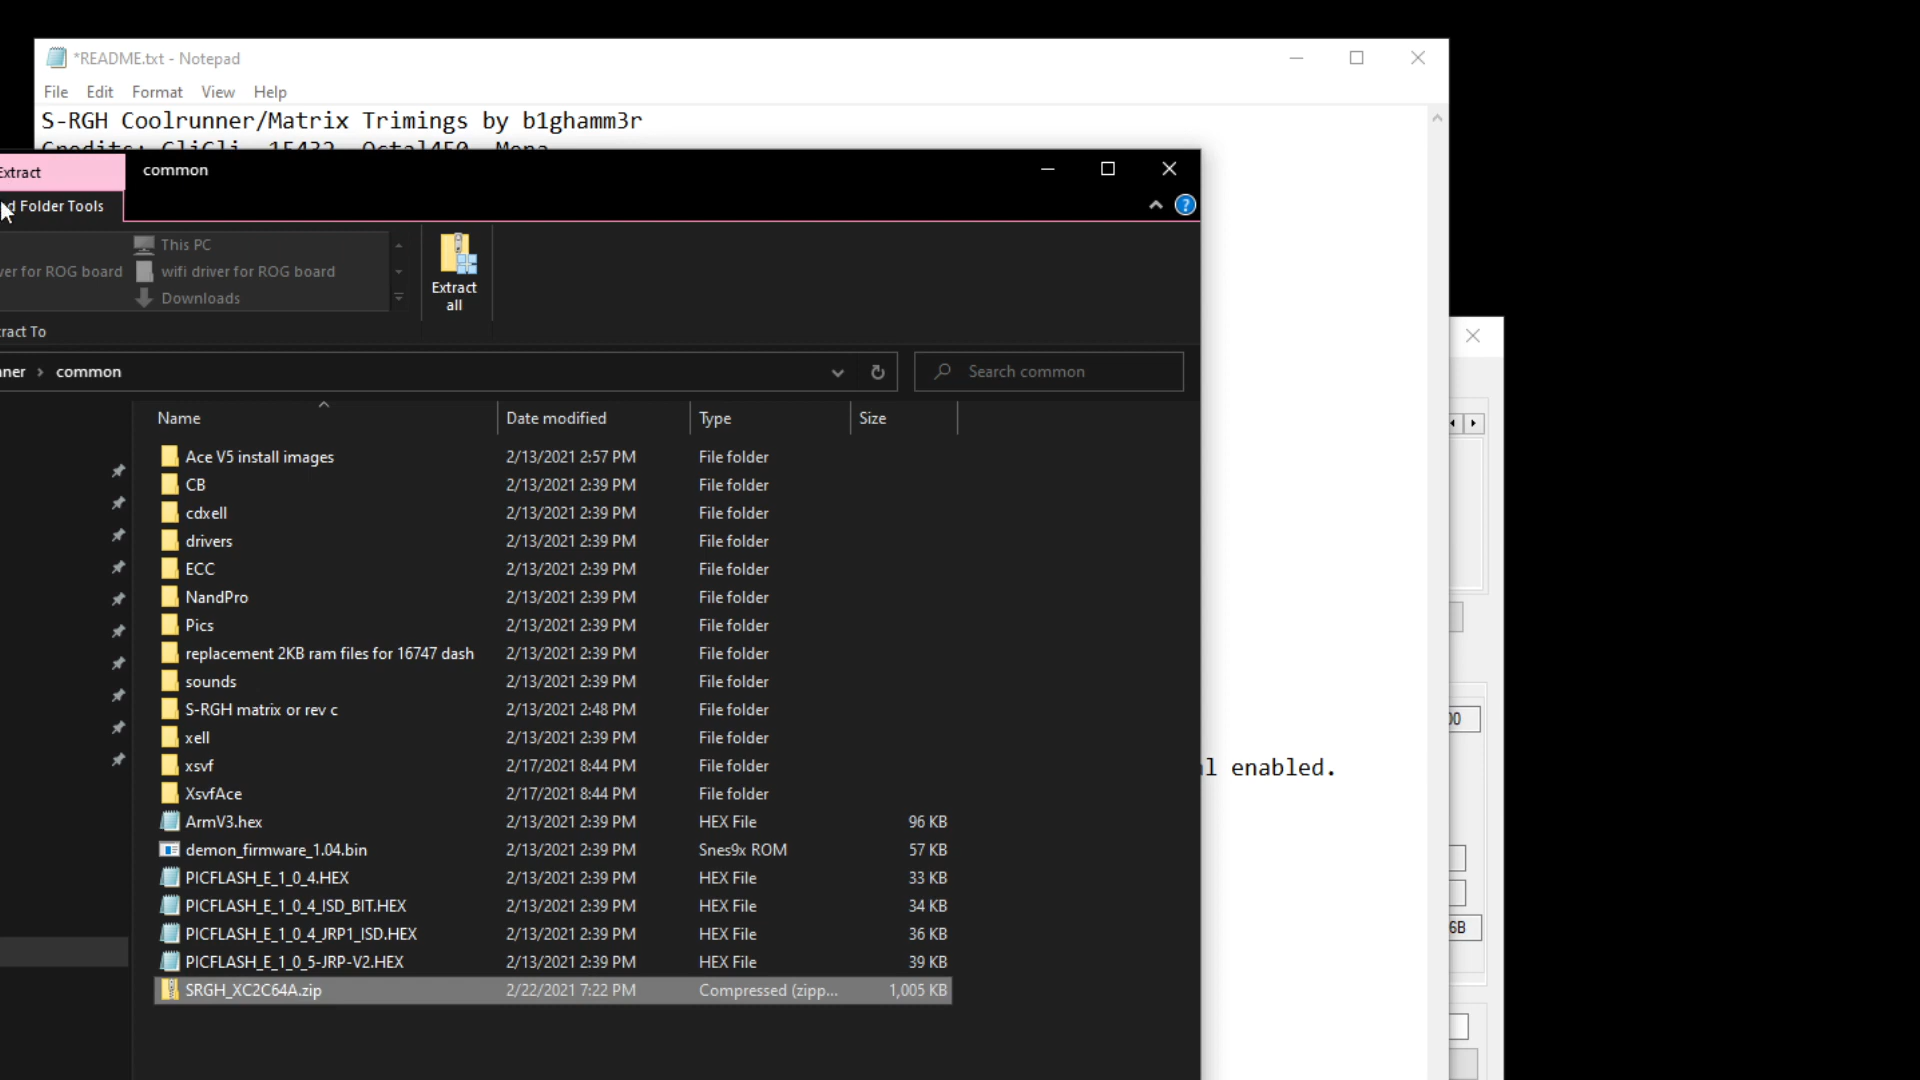 *README.txt - Notepad
File Edit Format View Help
S-RGH Coolrunner/Matrix Trimings by b1ghamm3r
Credits: GliGli, 15432, Octal450, Mena
Extract
common
d Folder Tools
This PC
ver for ROG board
wifi driver for ROG board
Downloads
Extract
all
ract To
nner > common
Search common
Name Date modified Type Size
Ace V5 install images 2/13/2021 2:57 PM File folder
CB 2/13/2021 2:39 PM File folder
cdxell 2/13/2021 2:39 PM File folder
drivers 2/13/2021 2:39 PM File folder
ECC 2/13/2021 2:39 PM File folder
NandPro 2/13/2021 2:39 PM File folder
Pics 2/13/2021 2:39 PM File folder
replacement 2KB ram files for 16747 dash 2/13/2021 2:39 PM File folder
sounds 2/13/2021 2:39 PM File folder
S-RGH matrix or rev c 2/13/2021 2:48 PM File folder
xell 2/13/2021 2:39 PM File folder
xsvf 2/17/2021 8:44 PM File folder
l enabled.
XsvfAce 2/17/2021 8:44 PM File folder
ArmV3.hex 2/13/2021 2:39 PM HEX File 96 KB
demon_firmware_1.04.bin 2/13/2021 2:39 PM Snes9x ROM 57 KB
PICFLASH_E_1_0_4.HEX 2/13/2021 2:39 PM HEX File 33 KB
PICFLASH_E_1_0_4_ISD_BIT.HEX 2/13/2021 2:39 PM HEX File 34 KB
PICFLASH_E_1_0_4_JRP1_ISD.HEX 2/13/2021 2:39 PM HEX File 36 KB
PICFLASH_E_1_0_5-JRP-V2.HEX 2/13/2021 2:39 PM HEX File 39 KB
SRGH_XC2C64A.zip 2/22/2021 7:22 PM Compressed (zipp... 1,005 KB